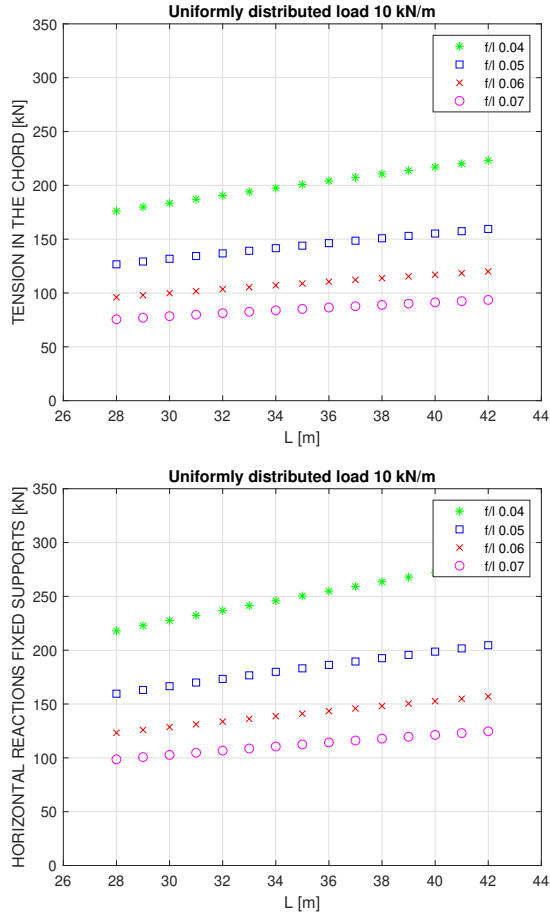 Uniformly distributed load 10 kN/m
350
300
250
200
150
100
50
0
TENSION IN THE CHORD [kN]
f/l 0.04
f/l 0.05
f/l 0.06
f/l 0.07
26 28 30 32 34 36 38 40 42 44
L [m]
Uniformly distributed load 10 kN/m
350
300
250
200
150
100
50
0
HORIZONTAL REACTIONS FIXED SUPPORTS [kN]
f/l 0.04
f/l 0.05
f/l 0.06
f/l 0.07
26 28 30 32 34 36 38 40 42 44
L [m]